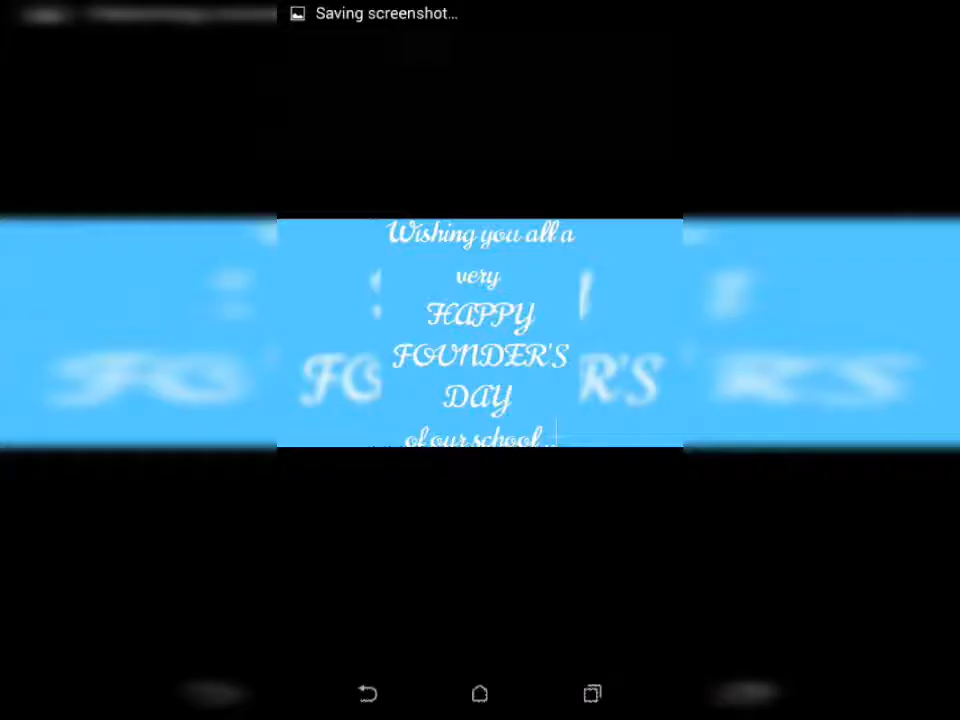 Saving screenshot...
Wishing you all a
very
HAPPY
FOUNDER'S
DAY
of our school..